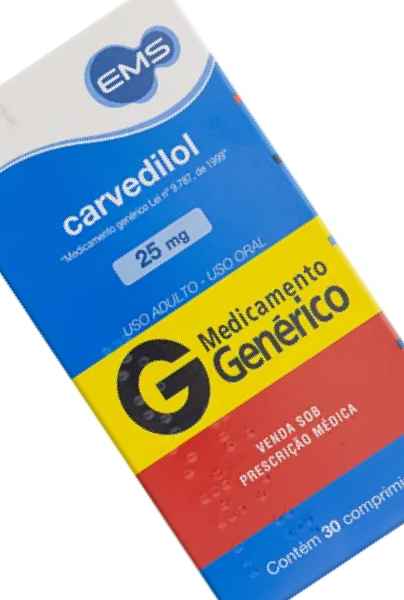 EMS
carvedilol
"Medicamento genérico Lei nº 9.787, de 1999"
25 mg
USO ADULTO - USO ORAL
G Medicamento
Genérico
VENDA SOB
PRESCRIÇÃO MÉDICA
Contém 30 comprimi